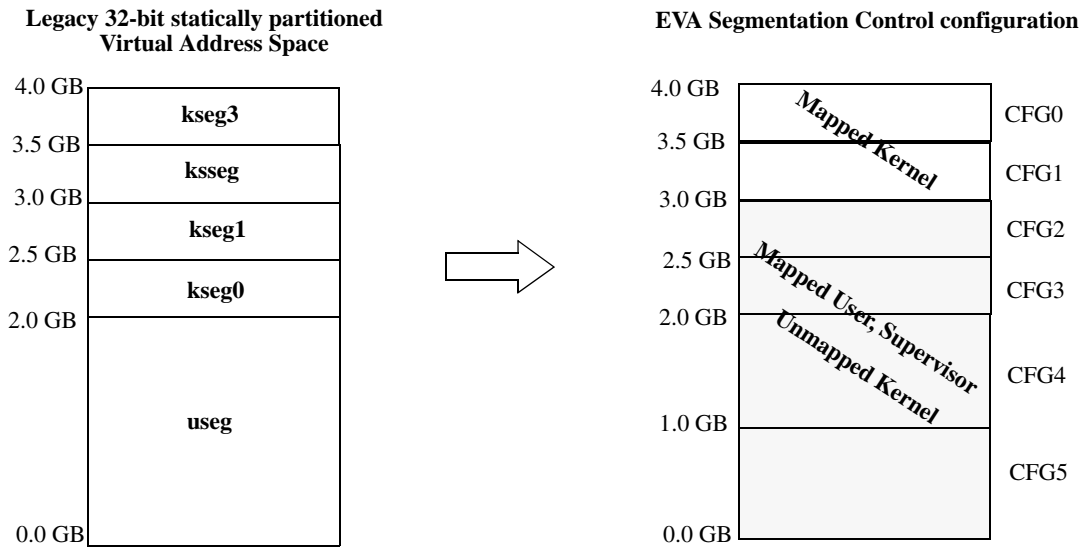 Legacy 32-bit statically partitioned
Virtual Address Space
4.0 GB
kseg3
3.5 GB
ksseg
3.0 GB
kseg1
2.5 GB
kseg0
2.0 GB
useg
0.0 GB
EVA Segmentation Control configuration
4.0 GB
Mapped Kernel
CFG0
3.5 GB
CFG1
3.0 GB
CFG2
2.5 GB
Mapped User, Supervisor
CFG3
2.0 GB
Unmapped Kernel
CFG4
1.0 GB
CFG5
0.0 GB